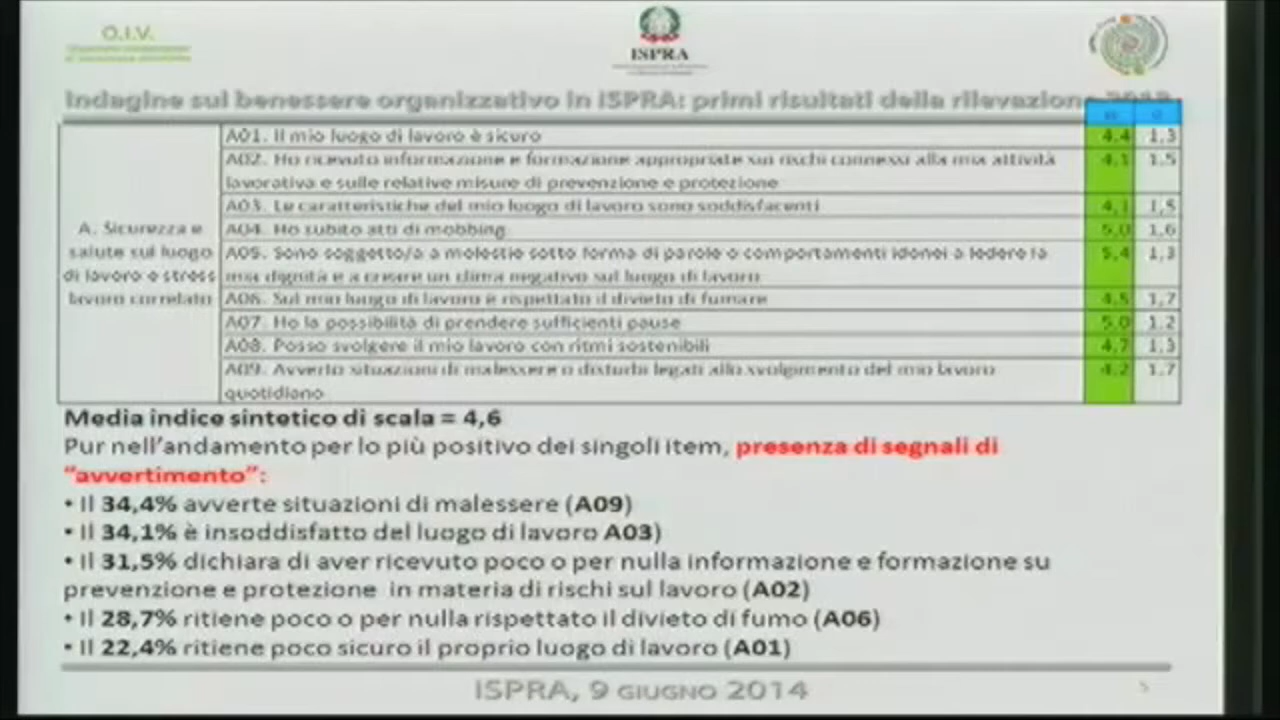 O.I.V.
ISPRA
Indagine sul benessere organizzativo in ISPRA: primi risultati della rilevazione 2013
A01. Il mio luogo di lavoro è sicuro 4,4 1,3
A02. Ho ricevuto informazione e formazione appropriate sui rischi connessi alla mia attività 4,1 1,5
lavorativa e sulle relative misure di prevenzione e protezione
A03. Le caratteristiche del mio luogo di lavoro sono soddisfacenti 4,1 1,5
A. Sicurezza e
salute sul luogo
di lavoro e stress
lavoro correlato
A04. Ho subito atti di mobbing 5,0 1,6
A05. Sono soggetto/a a molestie sotto forma di parole o comportamenti idonei a ledere la 5,4 1,3
mia dignità e a creare un clima negativo sul luogo di lavoro
A06. Sul mio luogo di lavoro è rispettato il divieto di fumare 4,5 1,7
A07. Ho la possibilità di prendere sufficienti pause 5,0 1,2
A08. Posso svolgere il mio lavoro con ritmi sostenibili 4,7 1,3
A09. Avverto situazioni di malessere o disturbi legati allo svolgimento del mio lavoro 4,2 1,7
quotidiano
Media indice sintetico di scala = 4,6
Pur nell'andamento per lo più positivo dei singoli item, presenza di segnali di
"avvertimento":
• Il 34,4% avverte situazioni di malessere (A09)
• Il 34,1% è insoddisfatto del luogo di lavoro A03)
• Il 31,5% dichiara di aver ricevuto poco o per nulla informazione e formazione su
prevenzione e protezione in materia di rischi sul lavoro (A02)
• Il 28,7% ritiene poco o per nulla rispettato il divieto di fumo (A06)
• Il 22,4% ritiene poco sicuro il proprio luogo di lavoro (A01)
ISPRA, 9 GIUGNO 2014
5